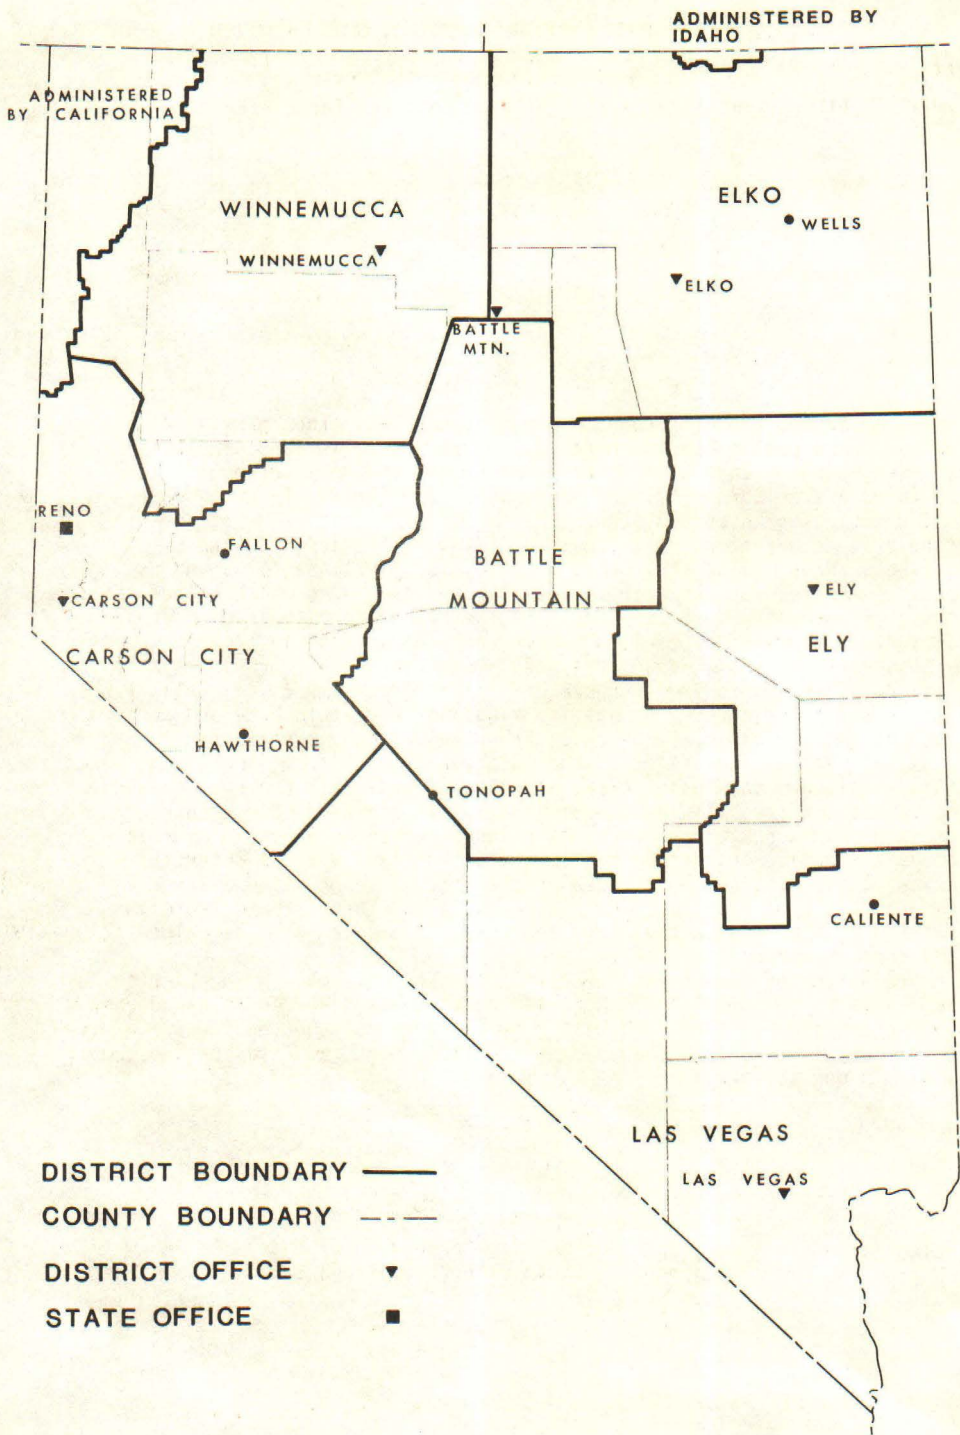 ADMINISTERED BY
IDAHO
ADMINISTERED
BY CALIFORNIA
WINNEMUCCA
WINNEMUCCA
ELKO
WELLS
ELKO
BATTLE
MTN.
RENO
FALLON
CARSON CITY
CARSON CITY
BATTLE
MOUNTAIN
ELY
ELY
HAWTHORNE
TONOPAH
CALIENTE
LAS VEGAS
LAS VEGAS
DISTRICT BOUNDARY
COUNTY BOUNDARY
DISTRICT OFFICE
STATE OFFICE